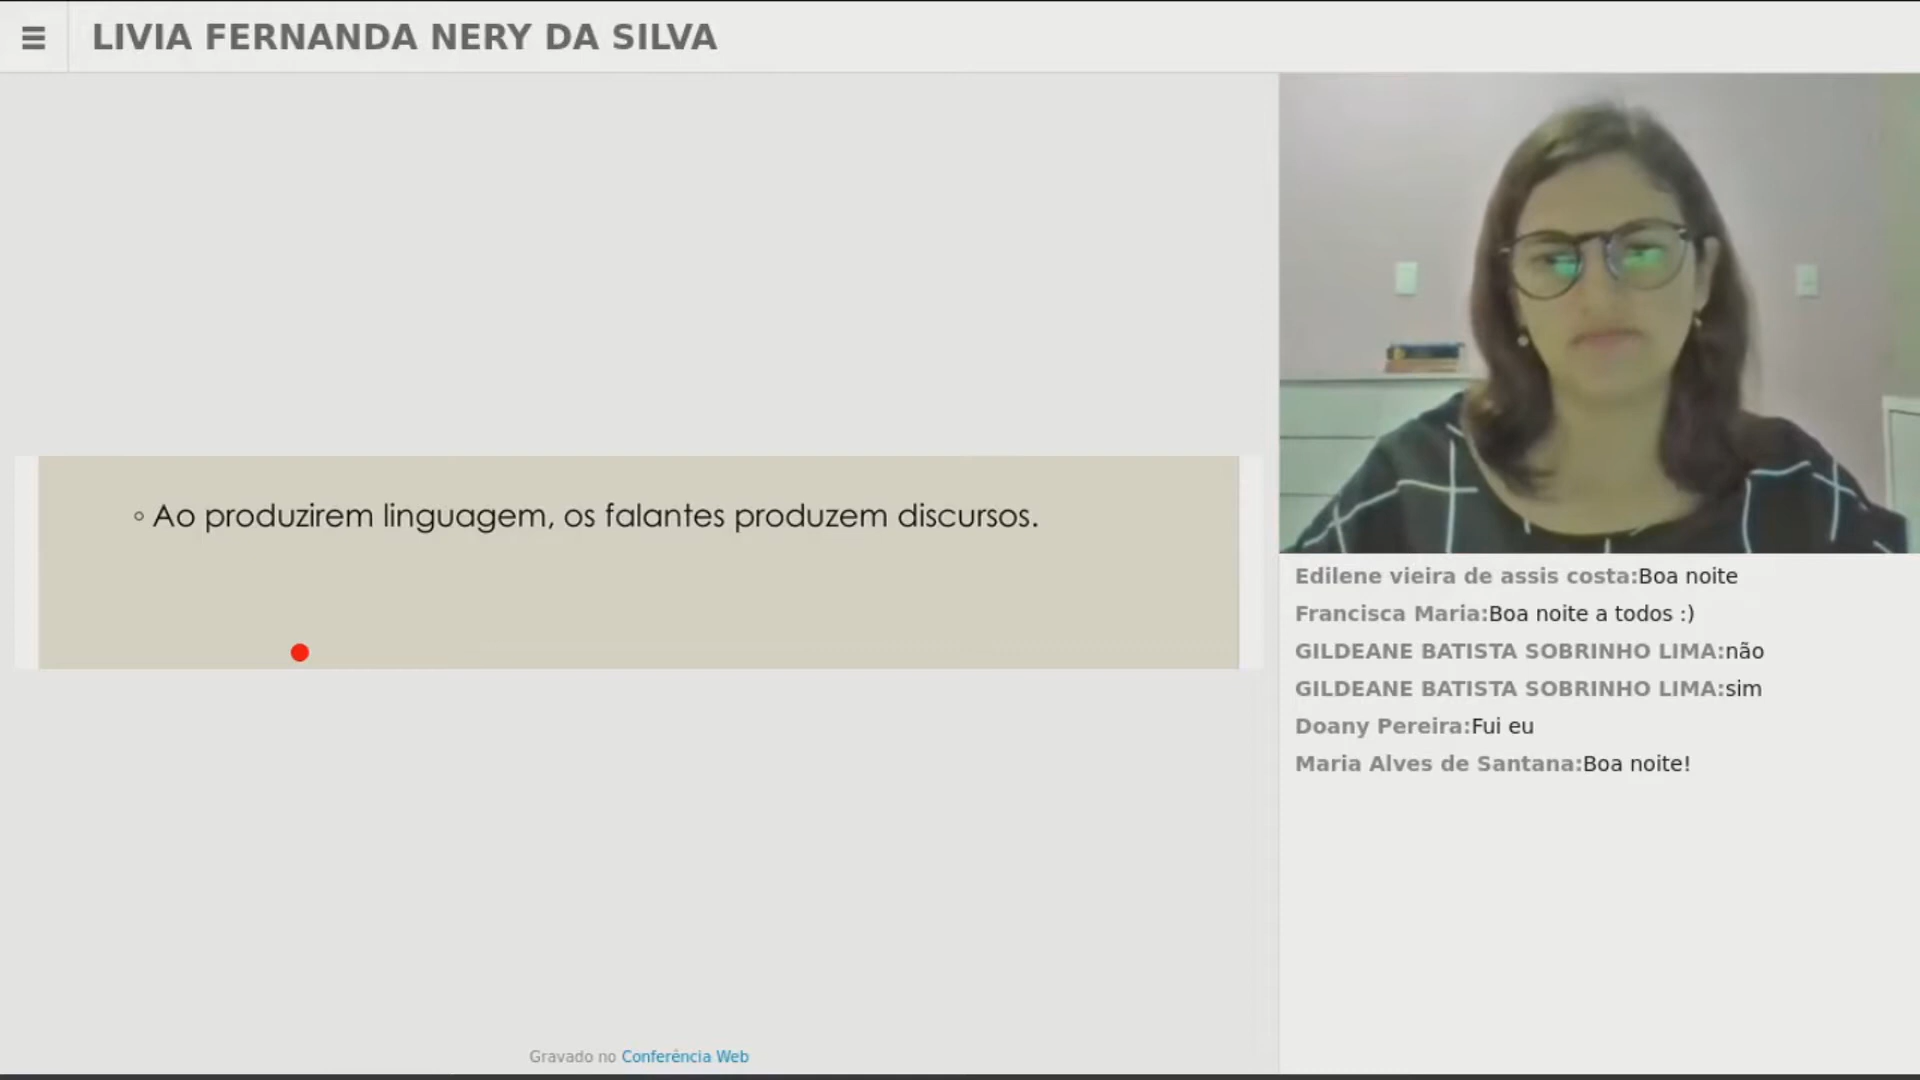 LIVIA FERNANDA NERY DA SILVA
◦ Ao produzirem linguagem, os falantes produzem discursos.
Edilene vieira de assis costa:Boa noite
Francisca Maria:Boa noite a todos :)
GILDEANE BATISTA SOBRINHO LIMA:não
GILDEANE BATISTA SOBRINHO LIMA:sim
Doany Pereira:Fui eu
Maria Alves de Santana:Boa noite!
Gravado no Conferência Web